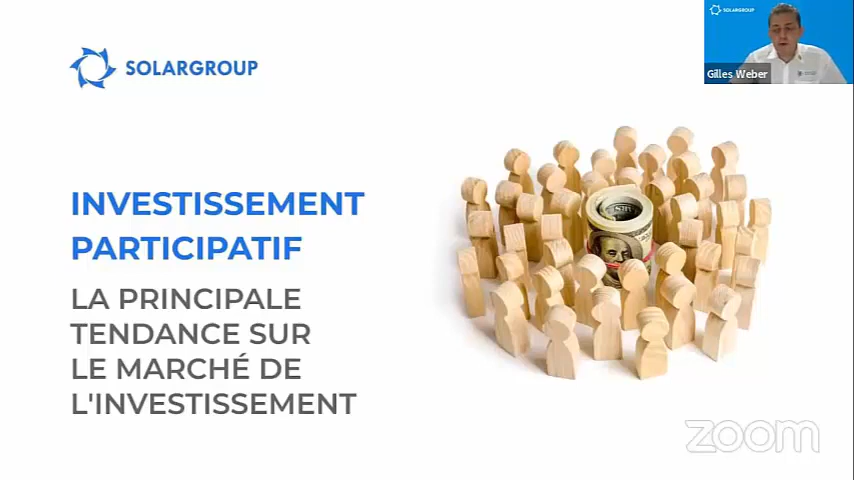 SOLARGROUP
SOLARGROUP
Gilles Weber
INVESTISSEMENT
PARTICIPATIF
LA PRINCIPALE
TENDANCE SUR
LE MARCHÉ DE
L'INVESTISSEMENT
zoom